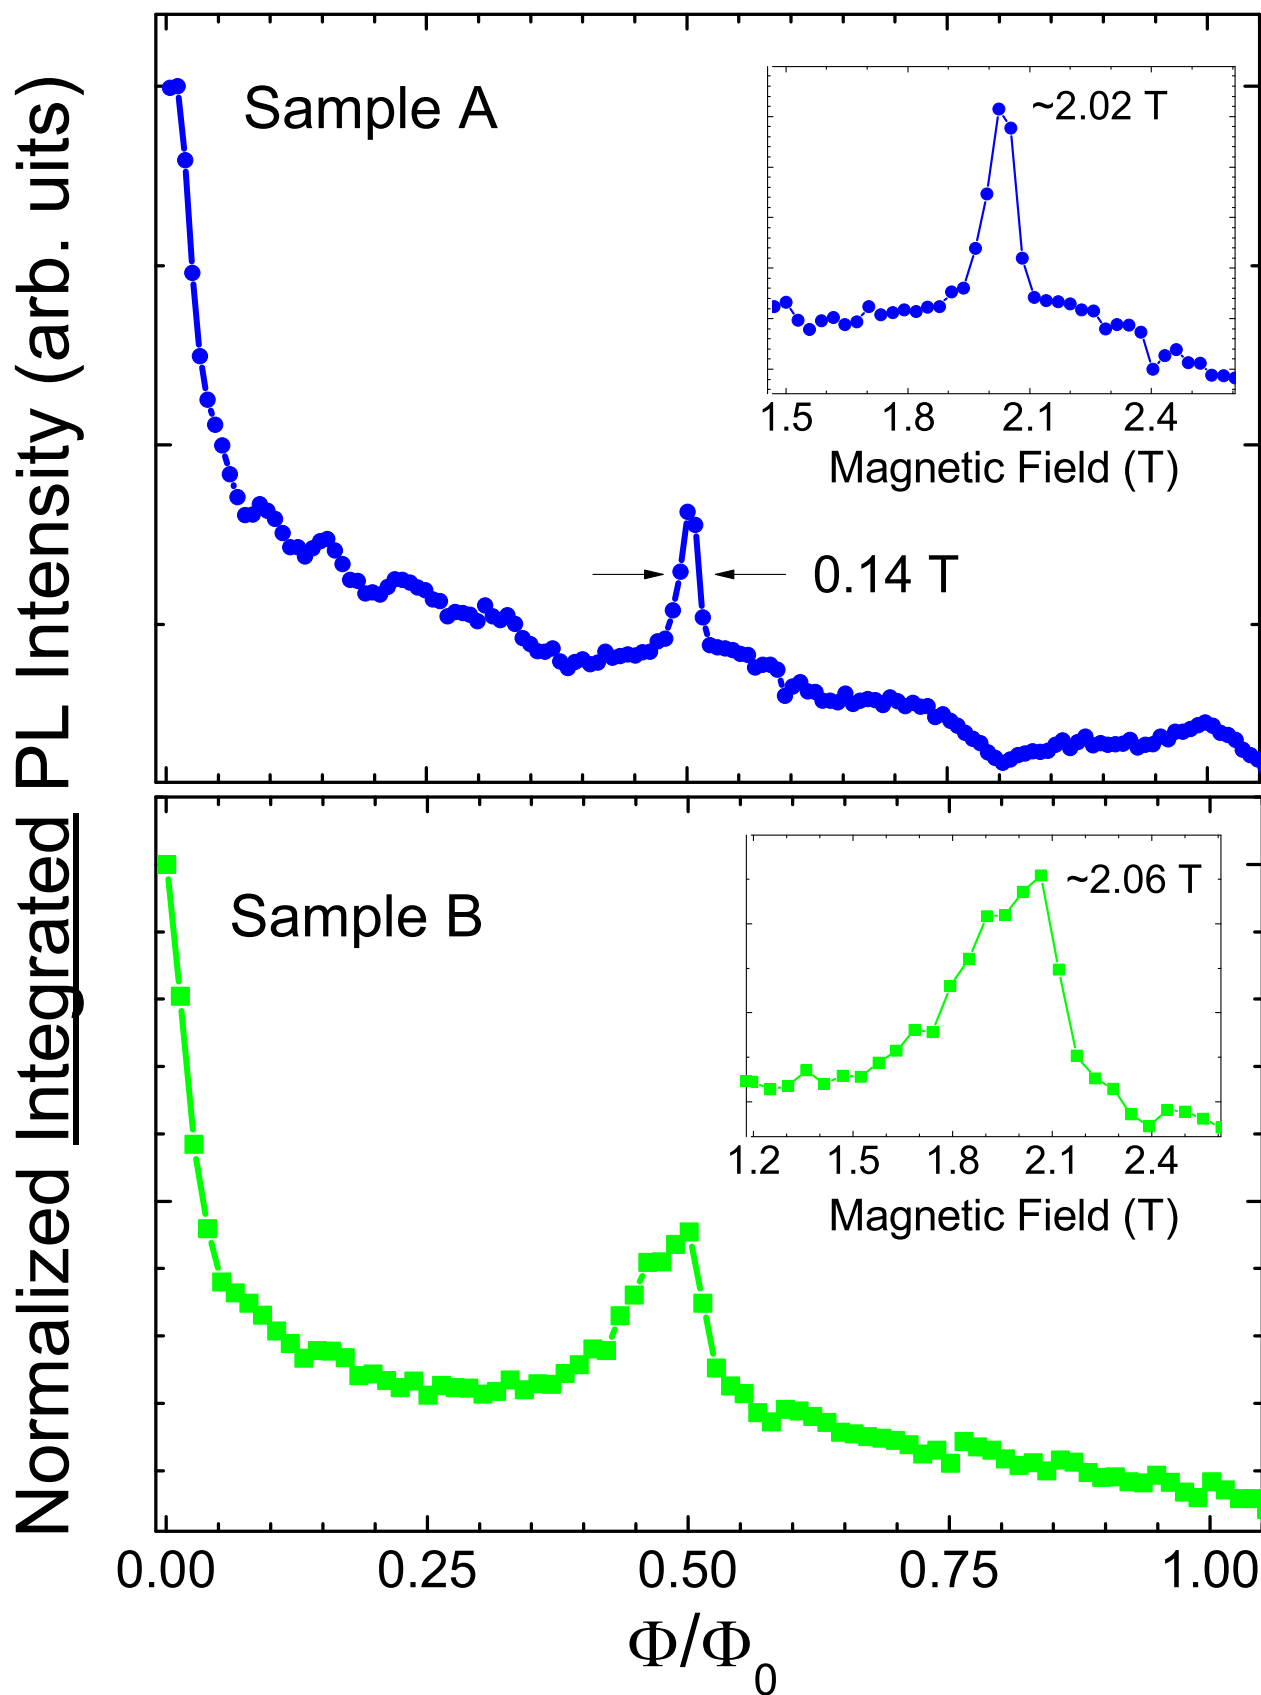 Normalized Integrated PL Intensity (arb. uits)
Sample A
~2.02 T
1.5 1.8 2.1 2.4
Magnetic Field (T)
0.14 T
Sample B
~2.06 T
1.2 1.5 1.8 2.1 2.4
Magnetic Field (T)
0.00 0.25 0.50 0.75 1.00
Φ/Φ₀